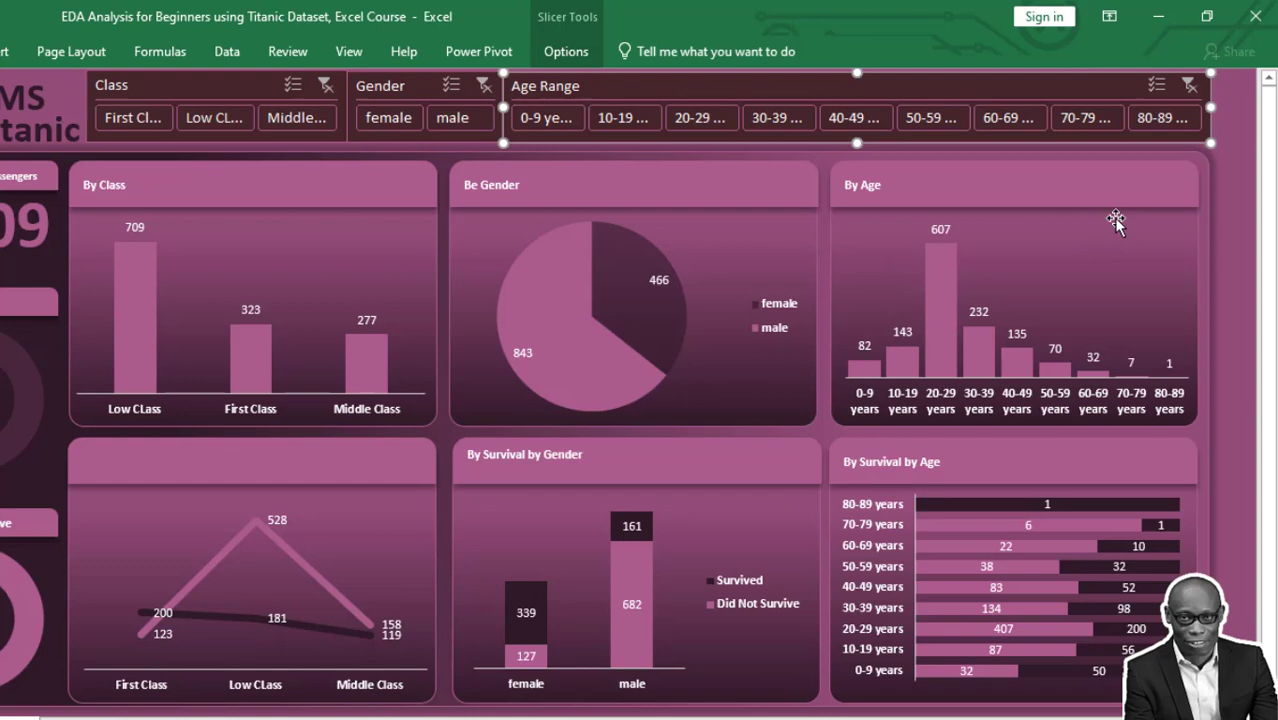 EDA Analysis for Beginners using Titanic Dataset, Excel Course - Excel
Slicer Tools
Sign in
rt
Page Layout
Formulas
Data
Review
View
Help
Power Pivot
Options
Tell me what you want to do
Share
MS
tanic
Class
First Cl...
Low CL...
Middle...
Gender
female
male
Age Range
0-9 ye...
10-19 ...
20-29 ...
30-39 ...
40-49 ...
50-59 ...
60-69 ...
70-79 ...
80-89 ...
ssengers
09
ve
By Class
709
323
277
Low CLass
First Class
Middle Class
Be Gender
466
843
female
male
By Age
607
232
143
135
82
70
32
7
1
0-9 years
10-19 years
20-29 years
30-39 years
40-49 years
50-59 years
60-69 years
70-79 years
80-89 years
528
200
181
158
123
119
First Class
Low CLass
Middle Class
By Survival by Gender
161
682
339
127
Survived
Did Not Survive
female
male
By Survival by Age
80-89 years 1
70-79 years 6 1
60-69 years 22 10
50-59 years 38 32
40-49 years 83 52
30-39 years 134 98
20-29 years 407 200
10-19 years 87 56
0-9 years 32 50